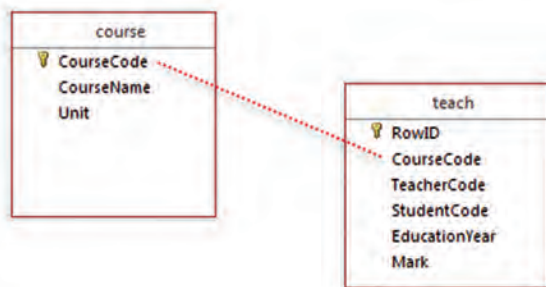 course
CourseCode
CourseName
Unit
teach
RowID
CourseCode
TeacherCode
StudentCode
EducationYear
Mark